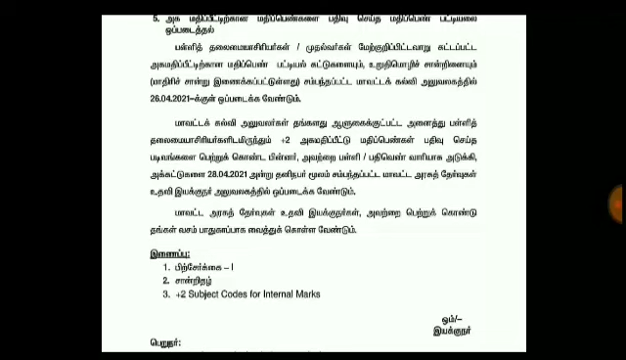 5. அக மதிப்பீட்டிற்கான மதிப்பெண்களை பதிவு செய்த மதிப்பெண் பட்டியலை
ஒப்படைத்தல்
பள்ளித் தலைமையாசிரியர்கள் / முதல்வர்கள் மேற்குறிப்பிட்டவாறு கட்டப்பட்ட
அகமதிப்பீட்டிற்கான மதிப்பெண் பட்டியல் கட்டுகளையும், உறுதிமொழிச் சான்றினையும்
(மாதிரிச் சான்று இணைக்கப்பட்டுள்ளது) சம்பந்தப்பட்ட மாவட்டக் கல்வி அலுவலகத்தில்
26.04.2021–க்குள் ஒப்படைக்க வேண்டும்.
மாவட்டக் கல்வி அலுவலர்கள் தங்களது ஆளுகைக்குட்பட்ட அனைத்து பள்ளித்
தலைமையாசிரியர்களிடமிருந்தும் +2 அகமதிப்பீட்டு மதிப்பெண்கள் பதிவு செய்த
படிவங்களை பெற்றுக் கொண்ட பின்னர், அவற்றை பள்ளி / பதிவெண் வாரியாக அடுக்கி,
அக்கட்டுகளை 28.04.2021 அன்று தனிநபர் மூலம் சம்பந்தப்பட்ட மாவட்ட அரசுத் தேர்வுகள்
உதவி இயக்குநர் அலுவலகத்தில் ஒப்படைக்க வேண்டும்.
மாவட்ட அரசுத் தேர்வுகள் உதவி இயக்குநர்கள், அவற்றை பெற்றுக் கொண்டு
தங்கள் வசம் பாதுகாப்பாக வைத்துக் கொள்ள வேண்டும்.
இணைப்பு:
1. பிற்சேர்க்கை – I
2. சான்றிதழ்
3. +2 Subject Codes for Internal Marks
ஒம்/–
இயக்குநர்
பெறுநர்: